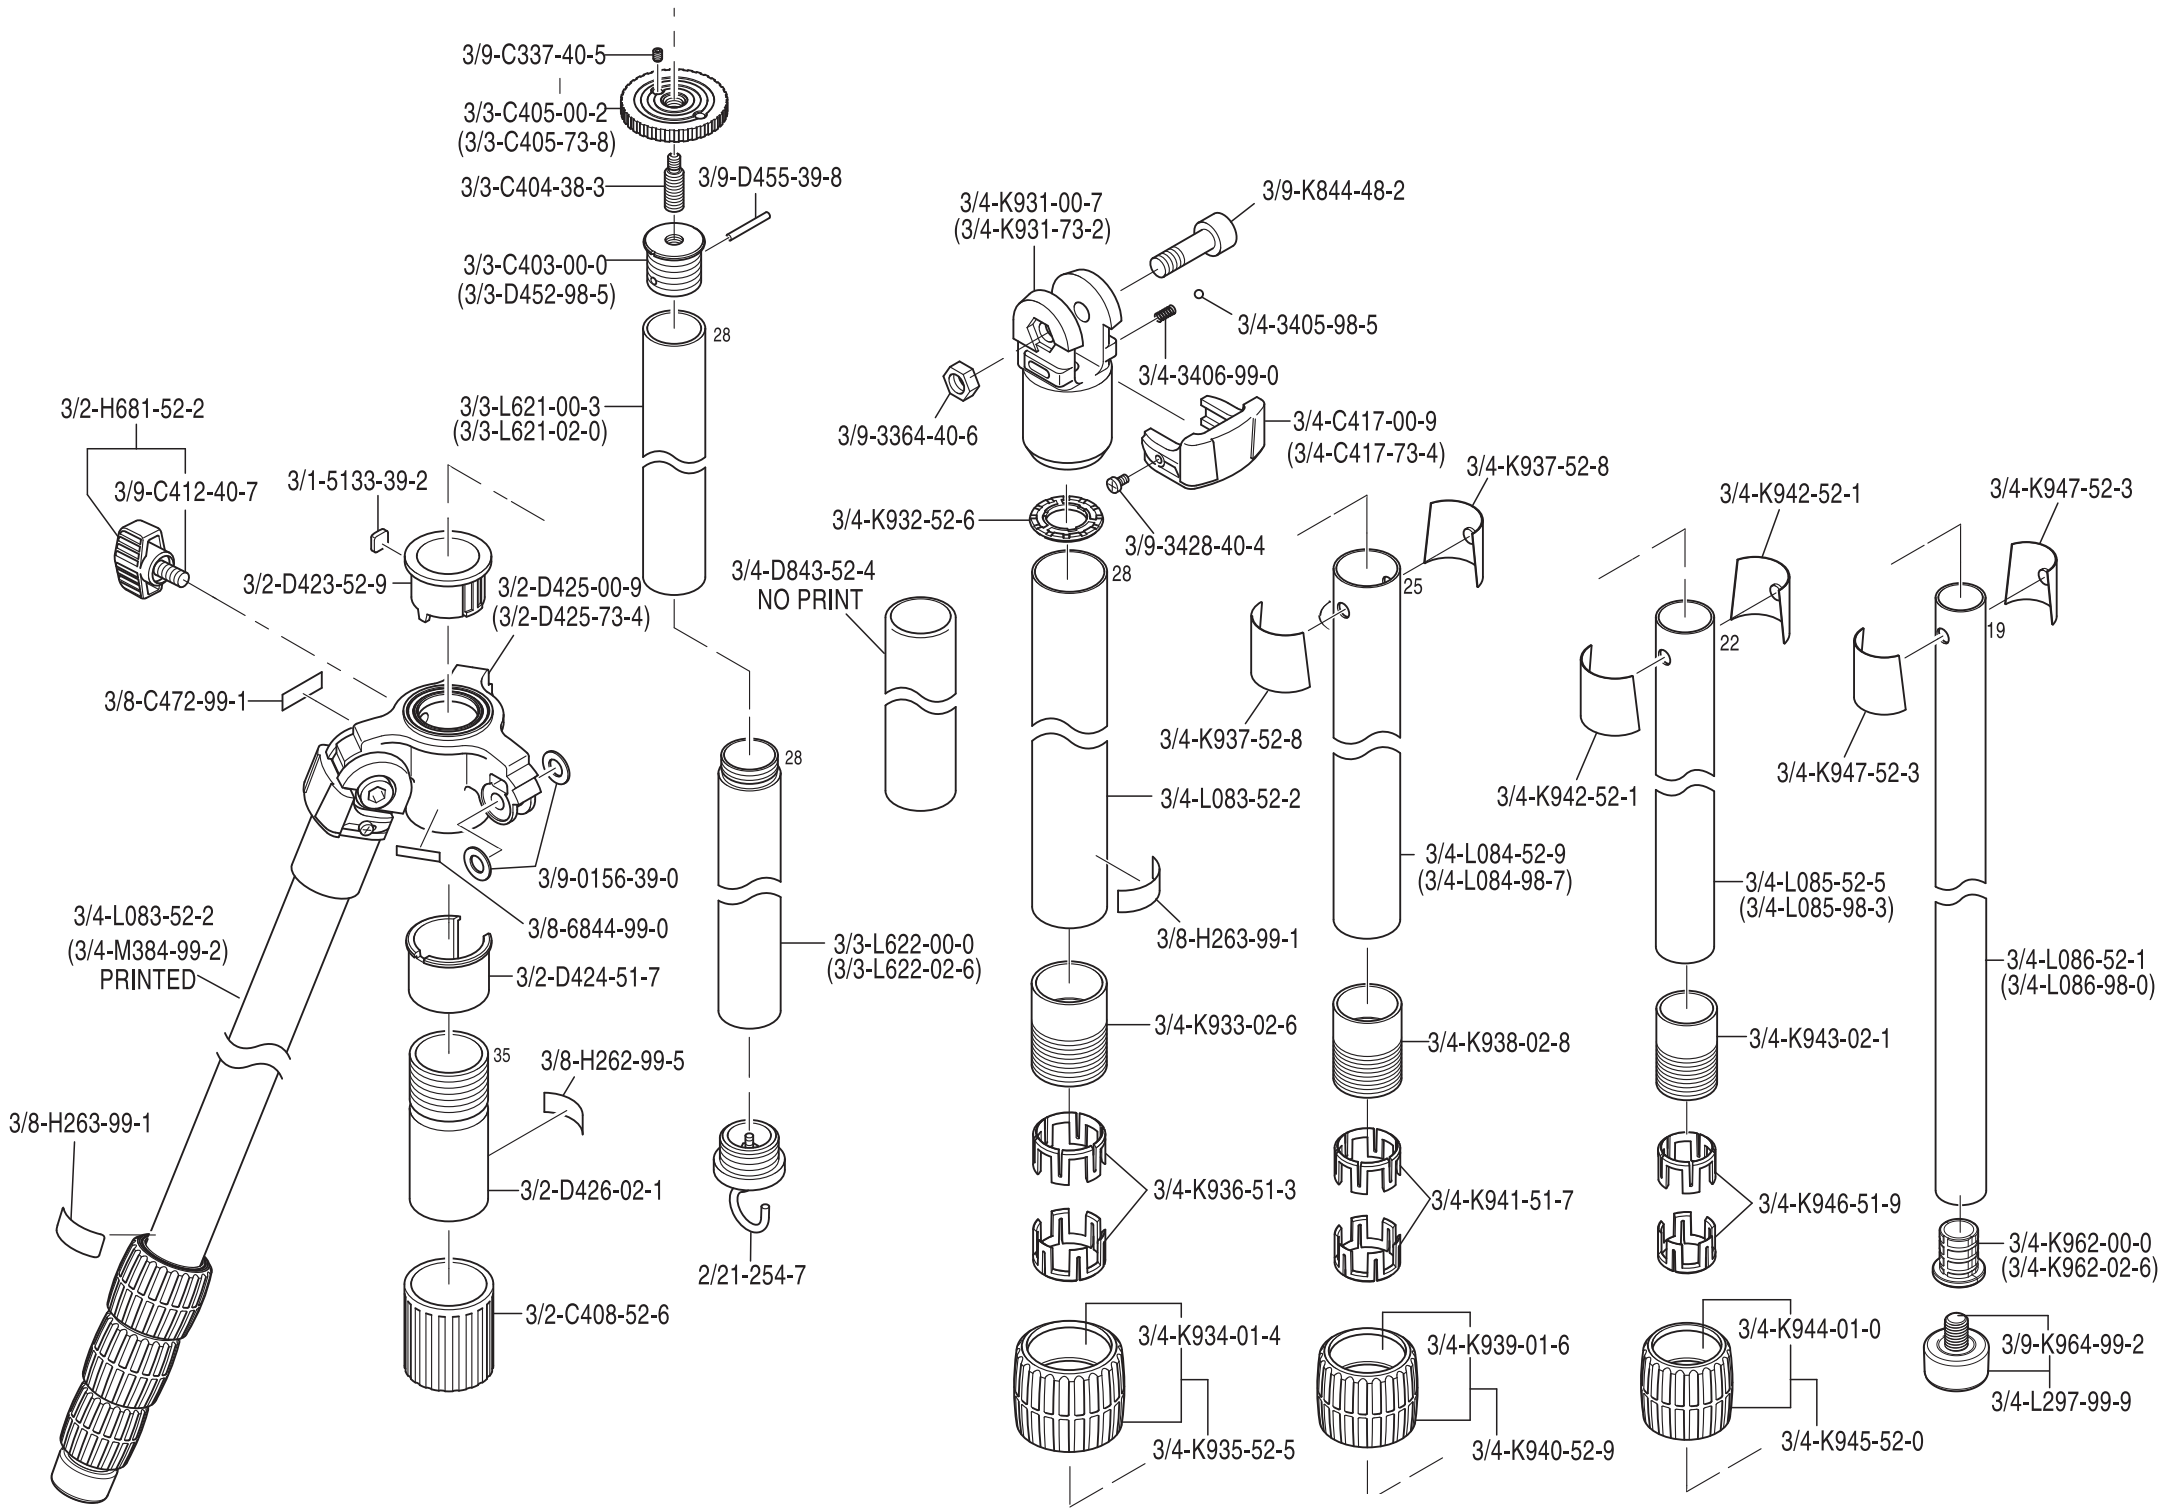 3/9-C337-40-5
3/3-C405-00-2
(3/3-C405-73-8)
3/3-C404-38-3
3/9-D455-39-8
3/3-C403-00-0
(3/3-D452-98-5)
28
3/3-L621-00-3
(3/3-L621-02-0)
3/2-H681-52-2
3/9-C412-40-7
3/1-5133-39-2
3/2-D423-52-9
3/2-D425-00-9
(3/2-D425-73-4)
3/8-C472-99-1
28
3/9-0156-39-0
3/8-6844-99-0
3/4-L083-52-2
(3/4-M384-99-2)
PRINTED
3/2-D424-51-7
3/3-L622-00-0
(3/3-L622-02-6)
35
3/8-H262-99-5
3/8-H263-99-1
3/2-D426-02-1
2/21-254-7
3/2-C408-52-6
3/4-K931-00-7
(3/4-K931-73-2)
3/9-K844-48-2
3/4-3405-98-5
3/4-3406-99-0
3/9-3364-40-6
3/4-C417-00-9
(3/4-C417-73-4)
3/4-K932-52-6
3/9-3428-40-4
3/4-D843-52-4
NO PRINT
28
3/4-L083-52-2
3/8-H263-99-1
3/4-K933-02-6
3/4-K936-51-3
3/4-K934-01-4
3/4-K935-52-5
3/4-K937-52-8
25
3/4-K937-52-8
3/4-L084-52-9
(3/4-L084-98-7)
3/4-K938-02-8
3/4-K941-51-7
3/4-K939-01-6
3/4-K940-52-9
3/4-K942-52-1
22
3/4-K942-52-1
3/4-L085-52-5
(3/4-L085-98-3)
3/4-K943-02-1
3/4-K946-51-9
3/4-K944-01-0
3/4-K945-52-0
3/4-K947-52-3
19
3/4-K947-52-3
3/4-L086-52-1
(3/4-L086-98-0)
3/4-K962-00-0
(3/4-K962-02-6)
3/9-K964-99-2
3/4-L297-99-9